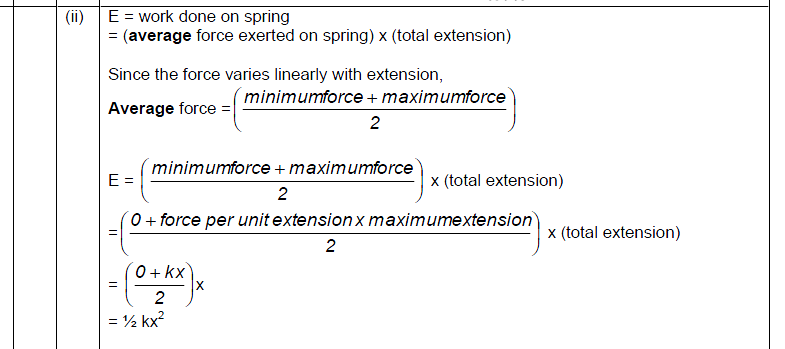 (ii) E = work done on spring
= (average force exerted on spring) x (total extension)
Since the force varies linearly with extension,
Average force = ( minimumforce + maximumforce / 2 )
E = ( minimumforce + maximumforce / 2 ) x (total extension)
= ( 0 + force per unit extension x maximumextension / 2 ) x (total extension)
= ( 0 + kx / 2 ) x
= ½ kx²